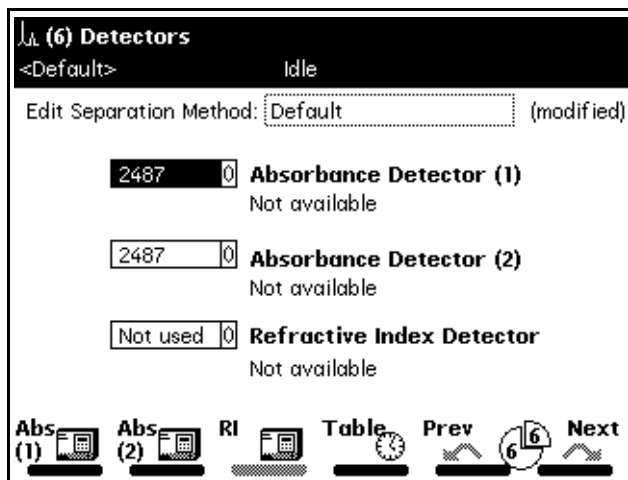 (6) Detectors
<Default> Idle
Edit Separation Method: Default (modified)
2487 0 Absorbance Detector (1)
Not available
2487 0 Absorbance Detector (2)
Not available
Not used 0 Refractive Index Detector
Not available
Abs (1) Abs (2) RI Table Prev 6 6 Next